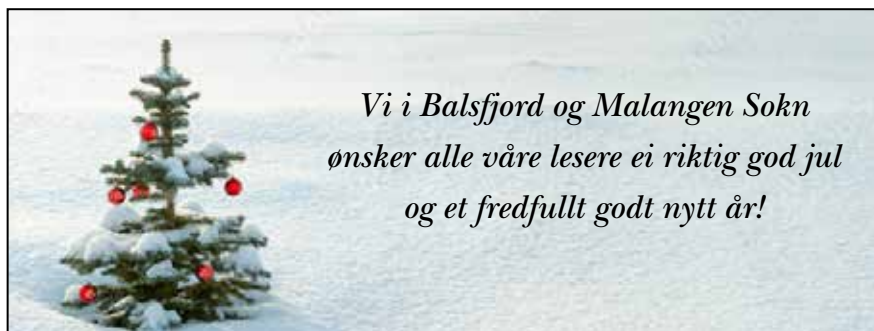 Vi i Balsfjord og Malangen Sokn
ønsker alle våre lesere ei riktig god jul
og et fredfullt godt nytt år!